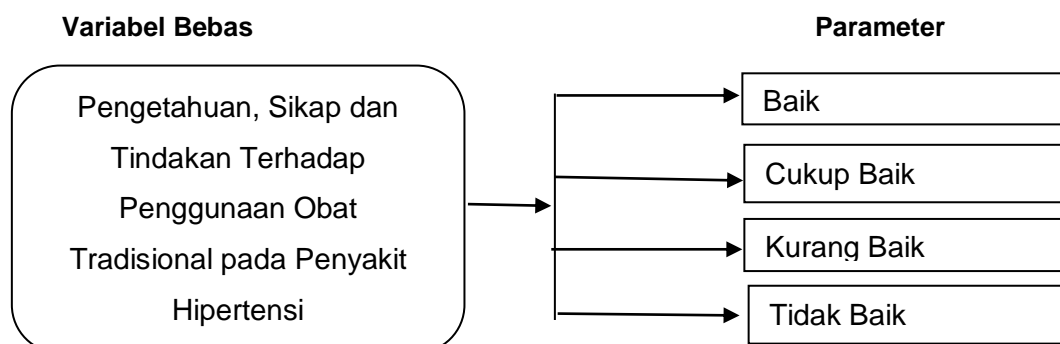 Variabel Bebas
Parameter
Pengetahuan, Sikap dan
Tindakan Terhadap
Penggunaan Obat
Tradisional pada Penyakit
Hipertensi
Baik
Cukup Baik
Kurang Baik
Tidak Baik